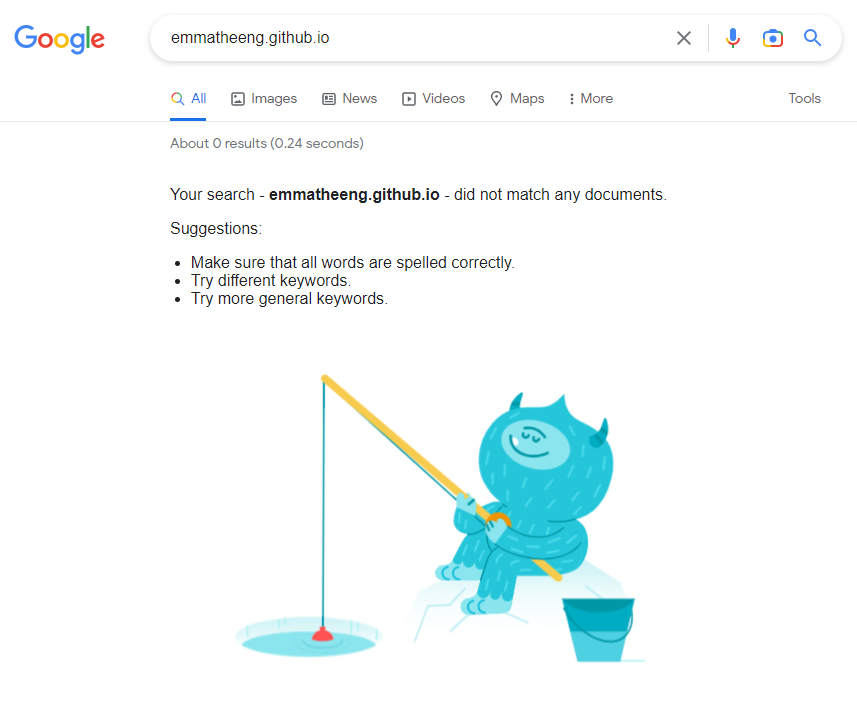 Google
emmatheeng.github.io
All Images News Videos Maps More Tools
About 0 results (0.24 seconds)
Your search - emmatheeng.github.io - did not match any documents.
Suggestions:
Make sure that all words are spelled correctly.
Try different keywords.
Try more general keywords.